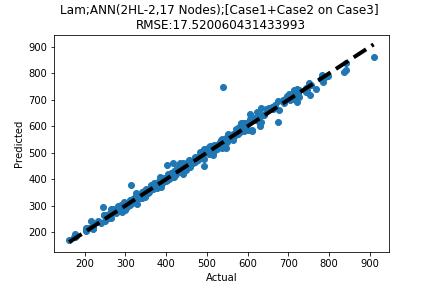 Lam;ANN(2HL-2,17 Nodes);[Case1+Case2 on Case3]
RMSE:17.520060431433993
900
800
700
600
500
400
300
200
Predicted
200 300 400 500 600 700 800 900
Actual